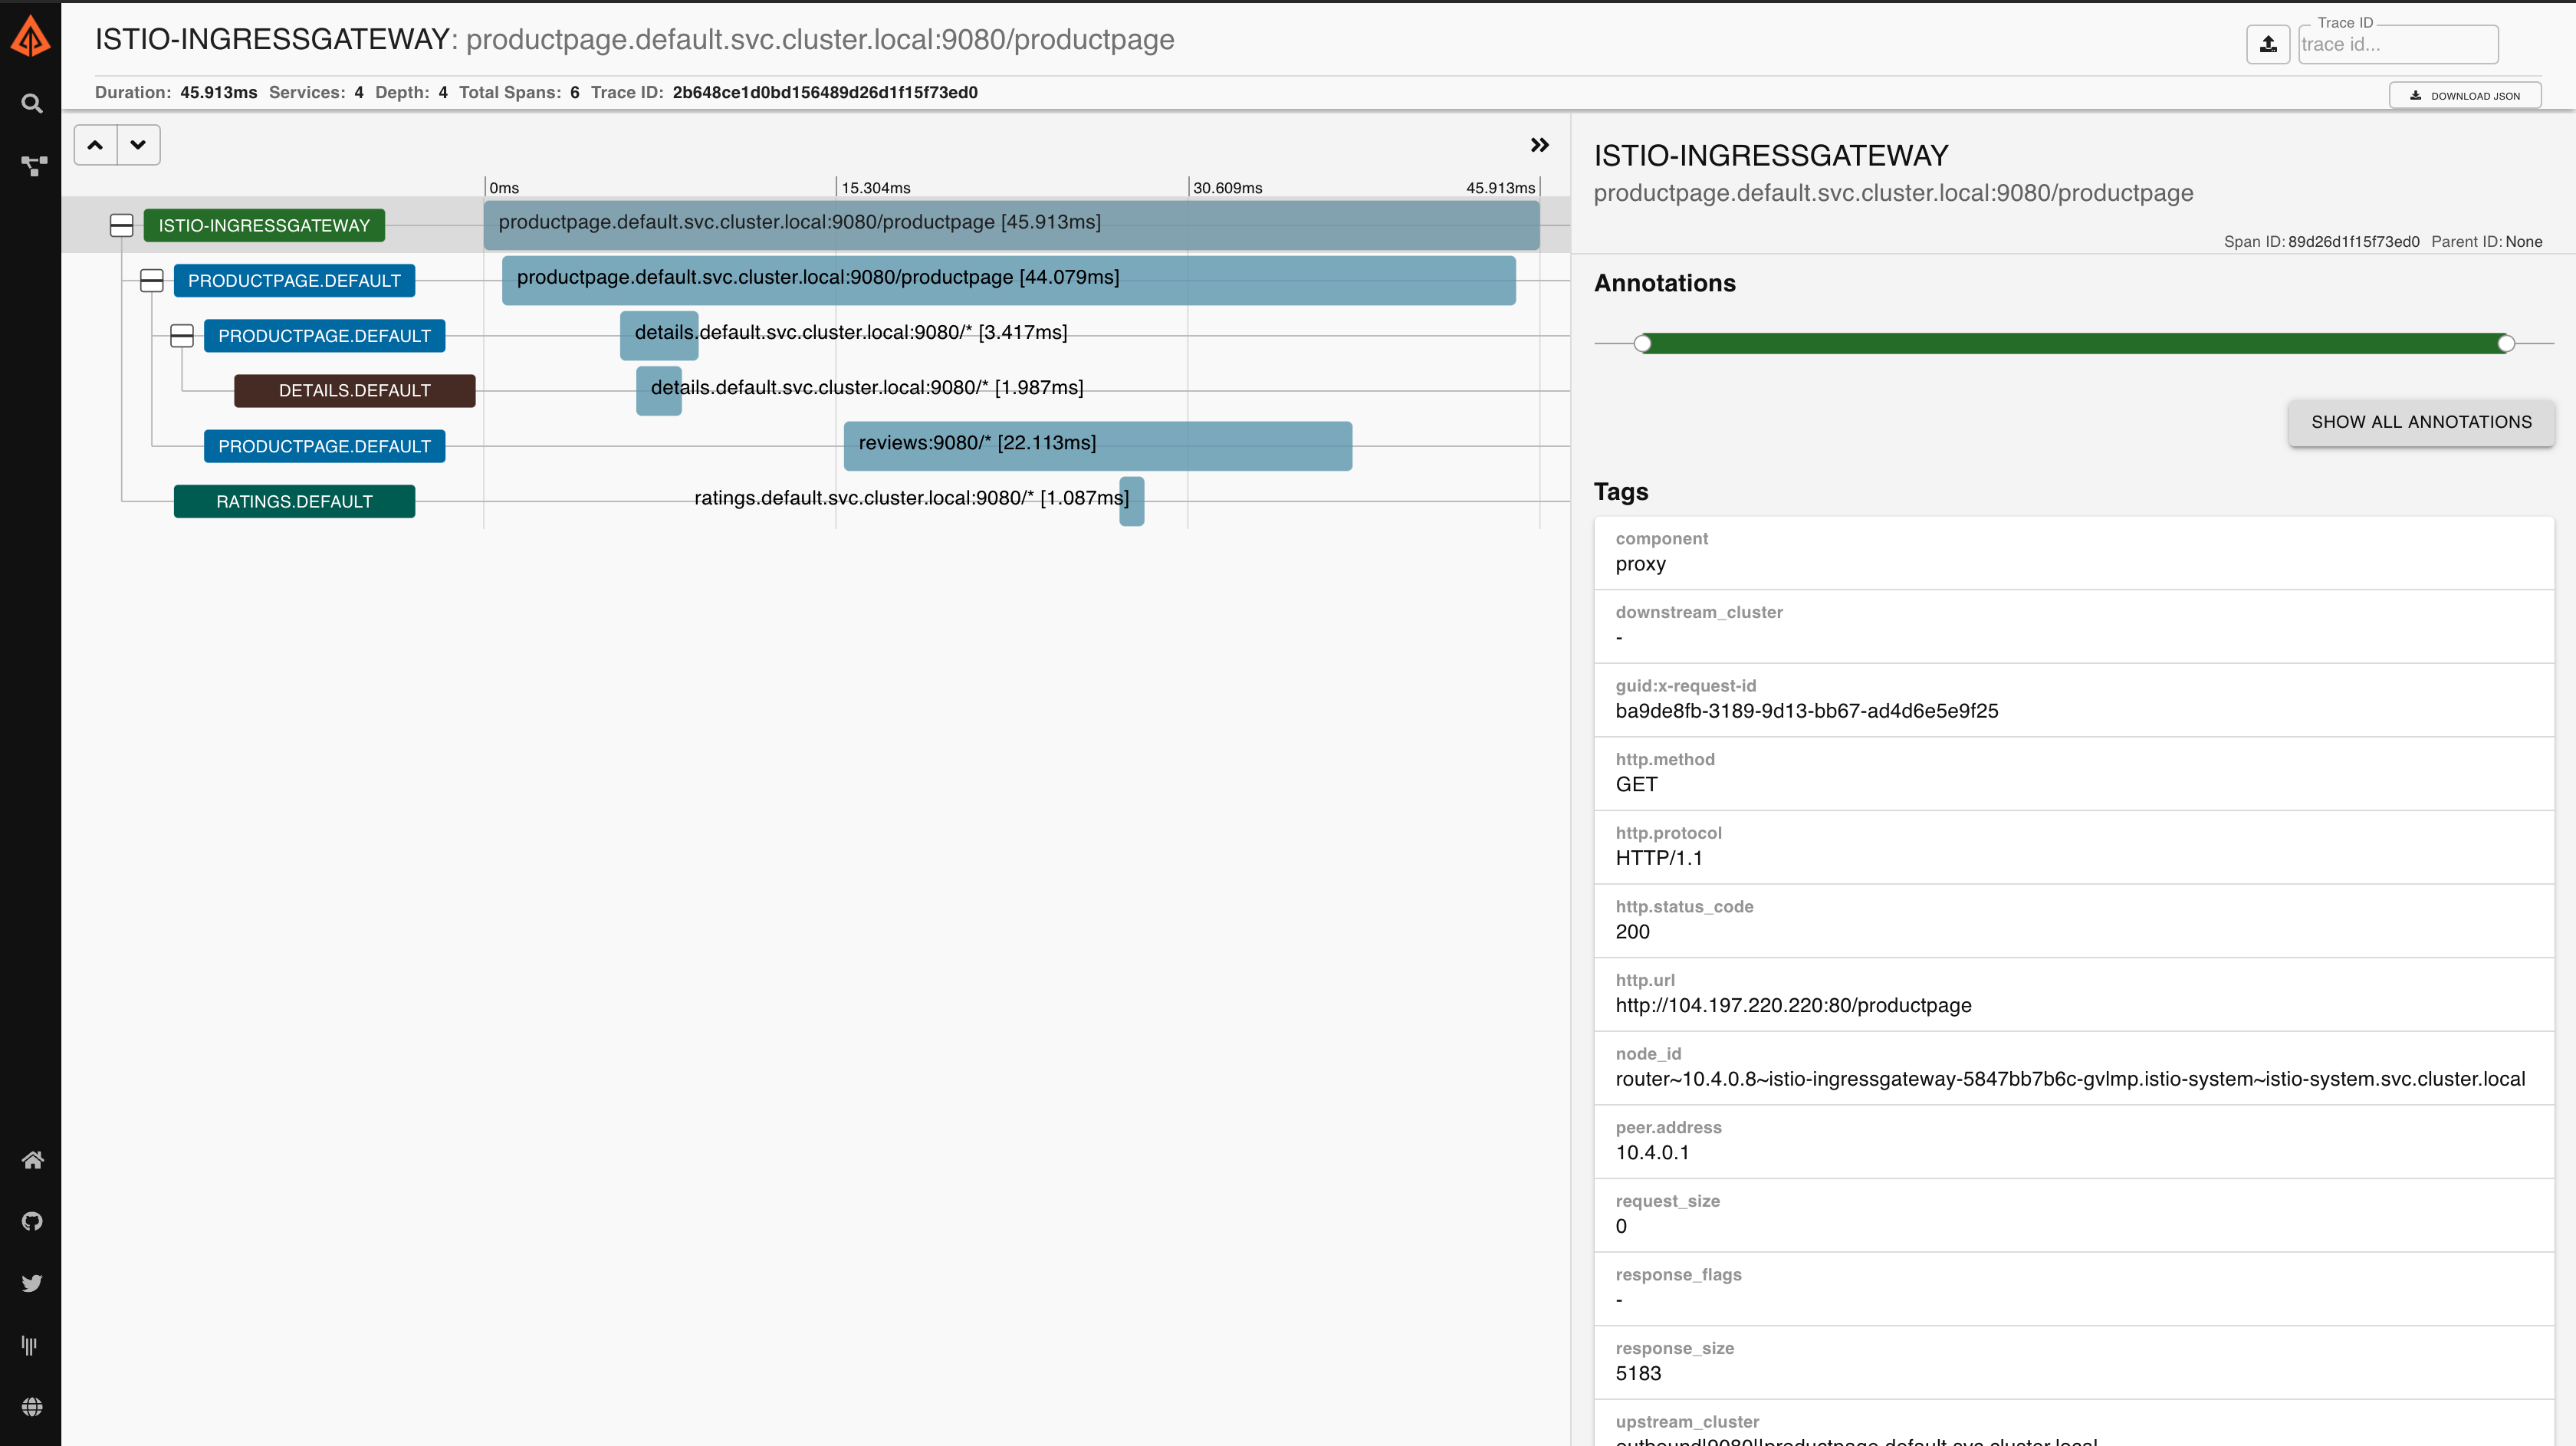 ISTIO-INGRESSGATEWAY: productpage.default.svc.cluster.local:9080/productpage
Trace ID
trace id...
Duration: 45.913ms Services: 4 Depth: 4 Total Spans: 6 Trace ID: 2b648ce1d0bd156489d26d1f15f73ed0
DOWNLOAD JSON
0ms 15.304ms 30.609ms 45.913ms
ISTIO-INGRESSGATEWAY productpage.default.svc.cluster.local:9080/productpage [45.913ms]
PRODUCTPAGE.DEFAULT productpage.default.svc.cluster.local:9080/productpage [44.079ms]
PRODUCTPAGE.DEFAULT details.default.svc.cluster.local:9080/* [3.417ms]
DETAILS.DEFAULT details.default.svc.cluster.local:9080/* [1.987ms]
PRODUCTPAGE.DEFAULT reviews:9080/* [22.113ms]
RATINGS.DEFAULT ratings.default.svc.cluster.local:9080/* [1.087ms]
ISTIO-INGRESSGATEWAY
productpage.default.svc.cluster.local:9080/productpage
Span ID: 89d26d1f15f73ed0 Parent ID: None
Annotations
SHOW ALL ANNOTATIONS
Tags
component
proxy
downstream_cluster
-
guid:x-request-id
ba9de8fb-3189-9d13-bb67-ad4d6e5e9f25
http.method
GET
http.protocol
HTTP/1.1
http.status_code
200
http.url
http://104.197.220.220:80/productpage
node_id
router~10.4.0.8~istio-ingressgateway-5847bb7b6c-gvlmp.istio-system~istio-system.svc.cluster.local
peer.address
10.4.0.1
request_size
0
response_flags
-
response_size
5183
upstream_cluster
outbound|9080||productpage.default.svc.cluster.local